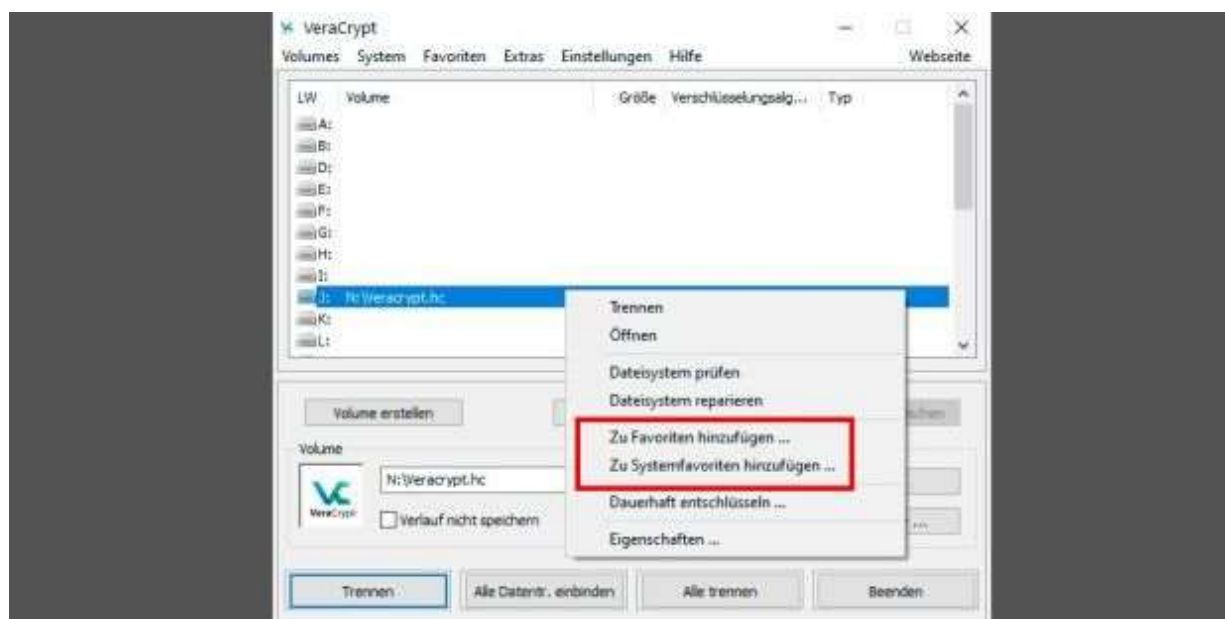 VeraCrypt
Volumes System Favoriten Extras Einstellungen Hilfe Webseite
LW Volume Größe Verschlüsselungsalg... Typ
A:
B:
D:
E:
F:
G:
H:
I:
J: N:\Veracrypt.hc
K:
L:
Trennen
Öffnen
Dateisystem prüfen
Dateisystem reparieren
Zu Favoriten hinzufügen ...
Zu Systemfavoriten hinzufügen ...
Dauerhaft entschlüsseln ...
Eigenschaften ...
Volume erstellen
Volume
VeraCrypt
N:\Veracrypt.hc
Verlauf nicht speichern
...
Trennen Alle Datentr. einbinden Alle trennen Beenden